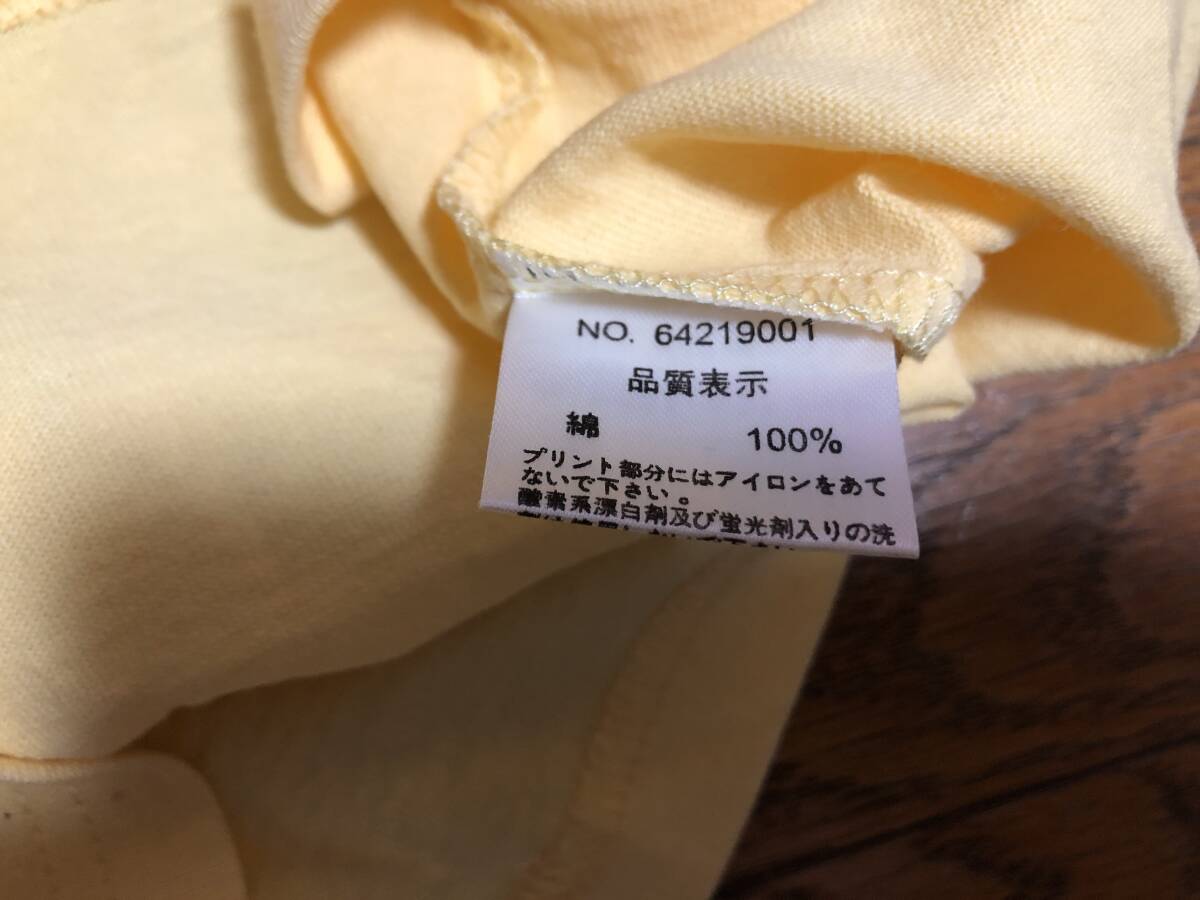 NO. 64219001
品質表示
綿 100%
プリント部分にはアイロンをあて
ないで下さい。
酸素系漂白剤及び蛍光剤入りの洗